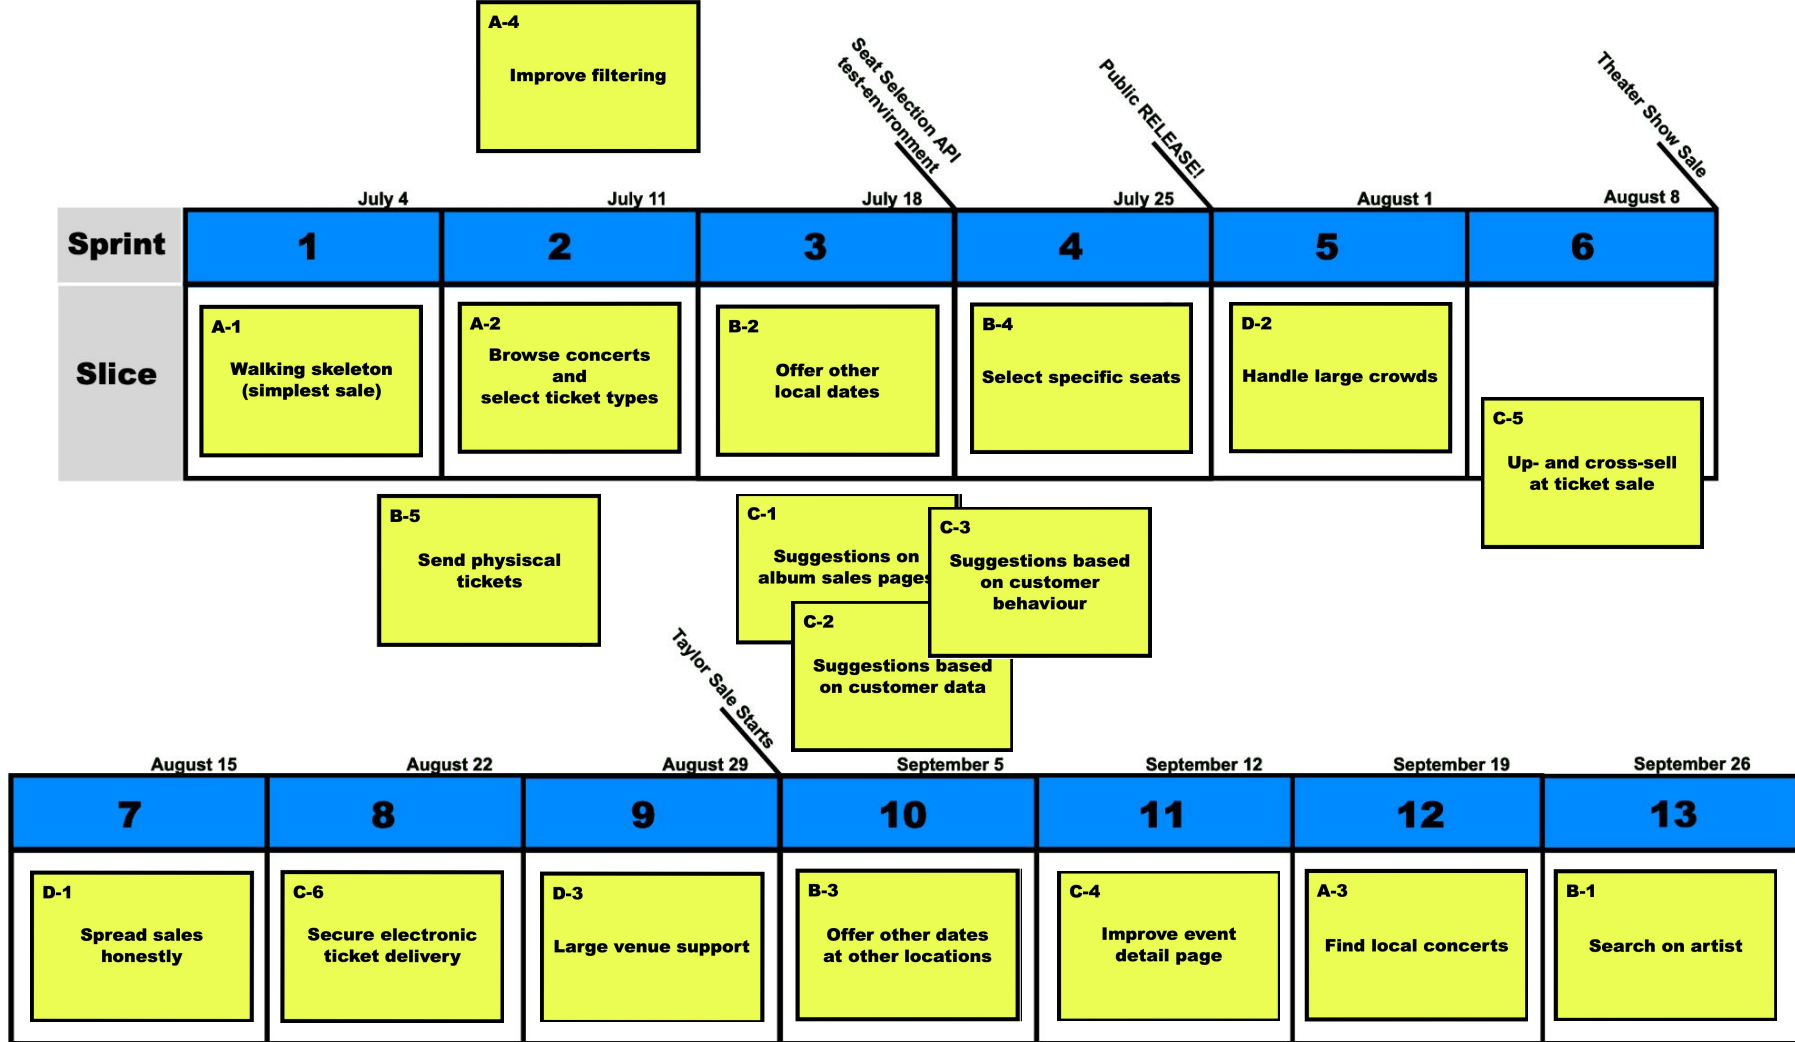 A-4
Improve filtering
Seat Selection API
test-environment
Public RELEASE!
Theater Show Sale
July 4
July 11
July 18
July 25
August 1
August 8
Sprint
1
2
3
4
5
6
Slice
A-1
Walking skeleton
(simplest sale)
A-2
Browse concerts
and
select ticket types
B-2
Offer other
local dates
B-4
Select specific seats
D-2
Handle large crowds
C-5
Up- and cross-sell
at ticket sale
B-5
Send physiscal
tickets
C-1
Suggestions on
album sales pages
C-3
Suggestions based
on customer
behaviour
C-2
Suggestions based
on customer data
Taylor Sale Starts
August 15
August 22
August 29
September 5
September 12
September 19
September 26
7
8
9
10
11
12
13
D-1
Spread sales
honestly
C-6
Secure electronic
ticket delivery
D-3
Large venue support
B-3
Offer other dates
at other locations
C-4
Improve event
detail page
A-3
Find local concerts
B-1
Search on artist